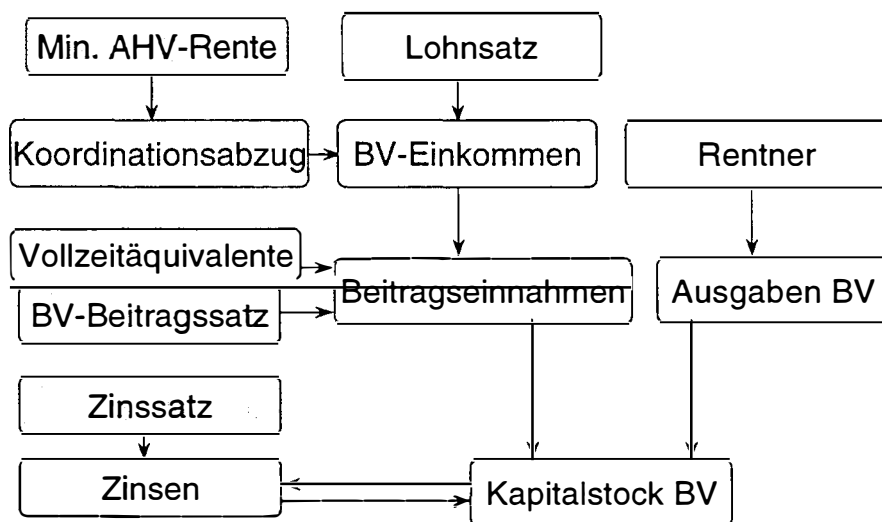 Min. AHV-Rente
Lohnsatz
Koordinationsabzug
BV-Einkommen
Rentner
Vollzeitäquivalente
Beitragseinnahmen
Ausgaben BV
BV-Beitragssatz
Zinssatz
Zinsen
Kapitalstock BV